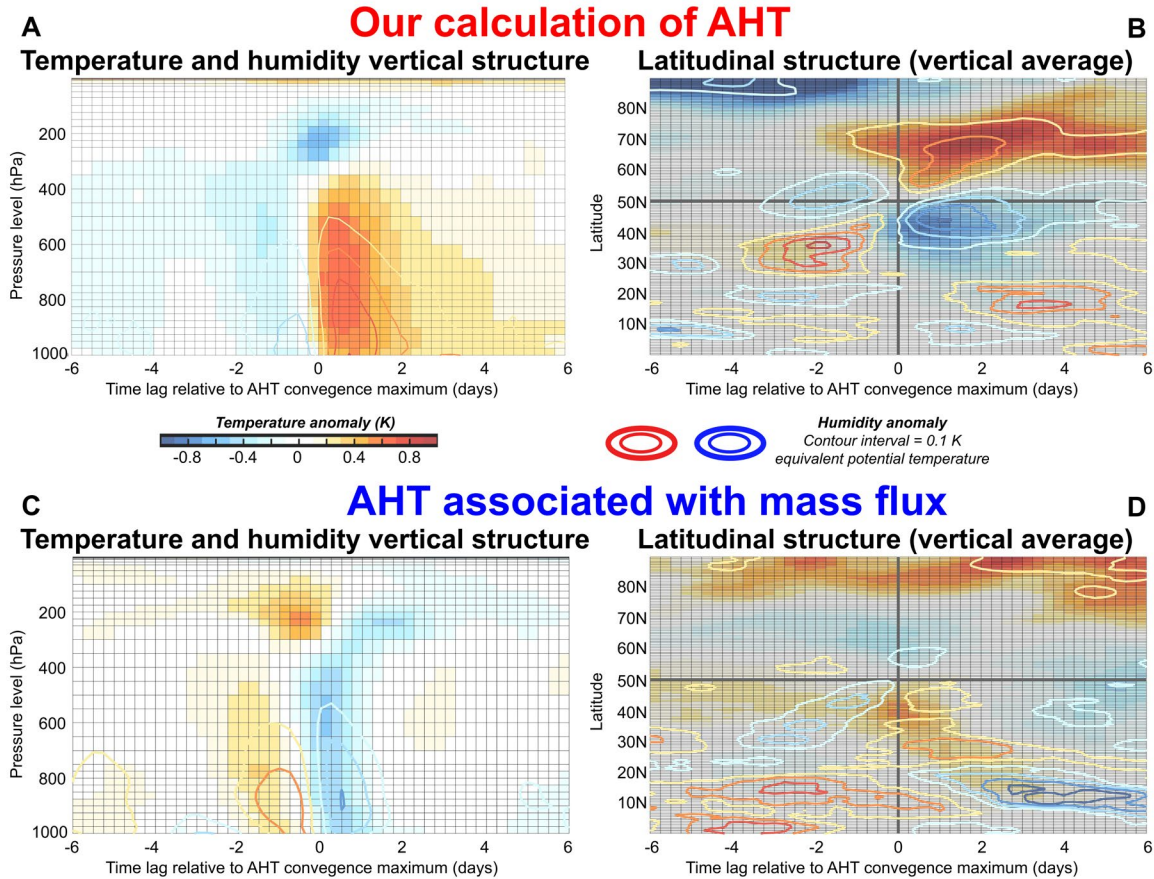 A
Our calculation of AHT
B
Temperature and humidity vertical structure
Latitudinal structure (vertical average)
Pressure level (hPa)
200
400
600
800
1000
-6 -4 -2 0 2 4 6
Time lag relative to AHT convegence maximum (days)
Latitude
80N
70N
60N
50N
40N
30N
20N
10N
-6 -4 -2 0 2 4 6
Time lag relative to AHT convegence maximum (days)
Temperature anomaly (K)
-0.8 -0.4 0 0.4 0.8
Humidity anomaly
Contour interval = 0.1 K
equivalent potential temperature
C
AHT associated with mass flux
D
Temperature and humidity vertical structure
Latitudinal structure (vertical average)
Pressure level (hPa)
200
400
600
800
1000
-6 -4 -2 0 2 4 6
Time lag relative to AHT convegence maximum (days)
Latitude
80N
70N
60N
50N
40N
30N
20N
10N
-6 -4 -2 0 2 4 6
Time lag relative to AHT convegence maximum (days)